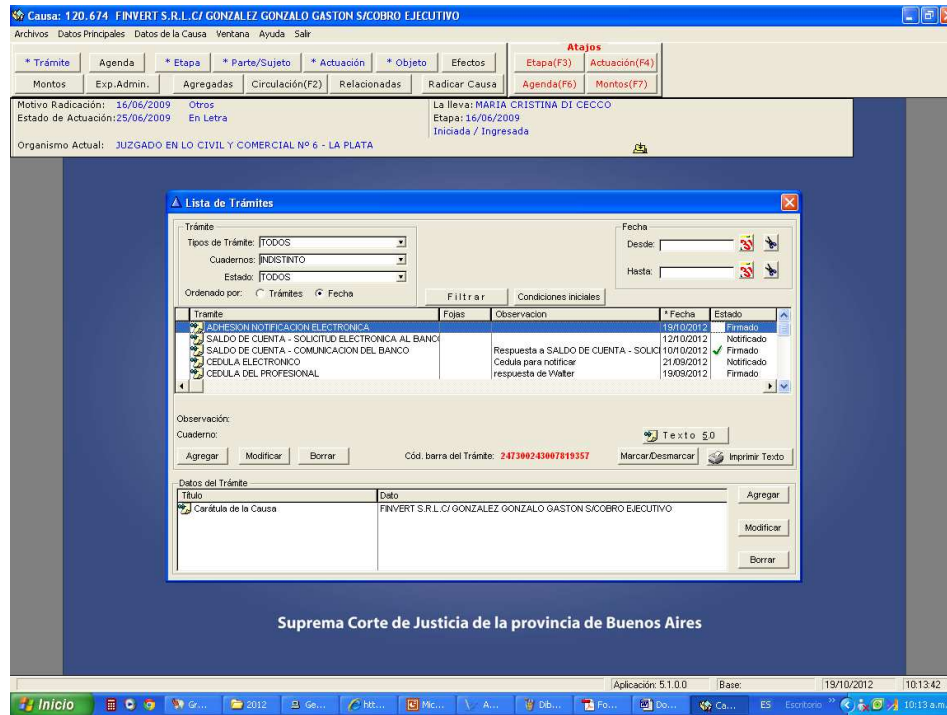 Causa: 120.674 FINVERT S.R.L.C/ GONZALEZ GONZALO GASTON S/COBRO EJECUTIVO
Archivos Datos Principales Datos de la Causa Ventana Ayuda Salir
* Trámite Agenda * Etapa * Parte/Sujeto * Actuación * Objeto Efectos
Montos Exp.Admin. Agregadas Circulación(F2) Relacionadas Radicar Causa
Atajos
Etapa(F3) Actuación(F4)
Agenda(F6) Montos(F7)
Motivo Radicación: 16/06/2009 Otros La lleva: MARIA CRISTINA DI CECCO
Estado de Actuación:25/06/2009 En Letra Etapa: 16/06/2009
Iniciada / Ingresada
Organismo Actual: JUZGADO EN LO CIVIL Y COMERCIAL Nº 6 - LA PLATA
Lista de Trámites
Trámite
Tipos de Trámite: TODOS
Cuadernos: INDISTINTO
Estado: TODOS
Ordenado por: Trámites Fecha
Fecha
Desde:
Hasta:
Filtrar Condiciones iniciales
Tramite Fojas Observacion * Fecha Estado
ADHESION NOTIFICACION ELECTRONICA 19/10/2012 Firmado
SALDO DE CUENTA - SOLICITUD ELECTRONICA AL BANCO 12/10/2012 Notificado
SALDO DE CUENTA - COMUNICACION DEL BANCO Respuesta a SALDO DE CUENTA - SOLICI 10/10/2012 Firmado
CEDULA ELECTRONICO Cedula para notificar 21/09/2012 Notificado
CEDULA DEL PROFESIONAL respuesta de Walter 19/09/2012 Firmado
Observación:
Cuaderno:
Texto 5.0
Agregar Modificar Borrar Cód. barra del Trámite: 247300243007819357 Marcar/Desmarcar Imprimir Texto
Datos del Trámite
Título Dato
Carátula de la Causa FINVERT S.R.L.C/ GONZALEZ GONZALO GASTON S/COBRO EJECUTIVO
Agregar
Modificar
Borrar
Suprema Corte de Justicia de la provincia de Buenos Aires
Aplicación: 5.1.0.0 Base: 19/10/2012 10:13:42
Inicio Gr... 2012 Ge... htt... Mic... A... Dib... Fo... Do... Ca... ES Escritorio 10:13 a.m.